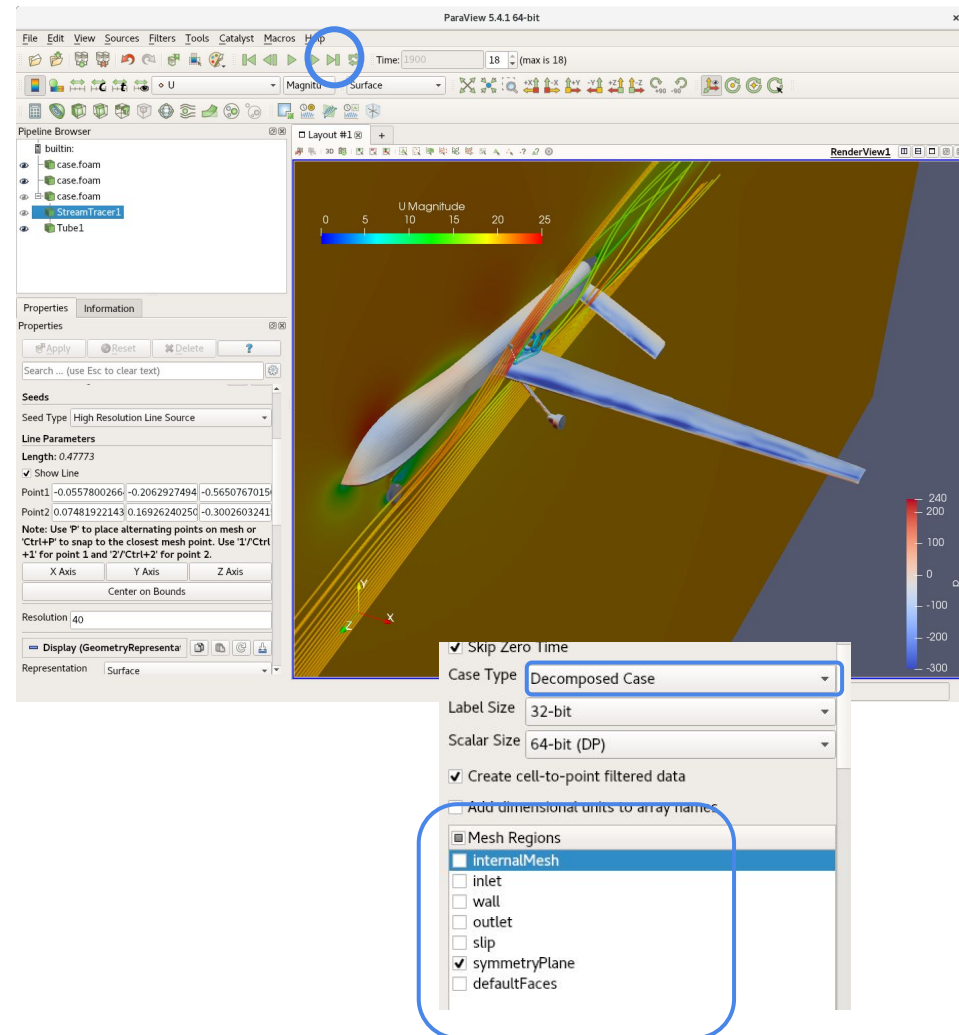 ParaView 5.4.1 64-bit
File Edit View Sources Filters Tools Catalyst Macros Help
Time: 1900 18 (max is 18)
U Magnitu Surface
+X -X +Y -Y +Z -Z +90 -90
Pipeline Browser
Layout #1 +
builtin:
3D RenderView1
case.foam
case.foam
case.foam
StreamTracer1
Tube1
U Magnitude
0 5 10 15 20 25
Properties Information
Properties
Apply Reset Delete ?
Search ... (use Esc to clear text)
Seeds
Seed Type High Resolution Line Source
Line Parameters
Length: 0.47773
Show Line
Point1 -0.0557800266 -0.2062927494 -0.5650767015
Point2 0.07481922143 0.16926240250 -0.3002603241
Note: Use 'P' to place alternating points on mesh or
'Ctrl+P' to snap to the closest mesh point. Use '1'/'Ctrl
+1' for point 1 and '2'/'Ctrl+2' for point 2.
X Axis Y Axis Z Axis
Center on Bounds
Resolution 40
Display (GeometryRepresenta
Representation Surface
Y
X
Z
240
200
100
0
-100
-200
-300
Skip Zero Time
Case Type Decomposed Case
Label Size 32-bit
Scalar Size 64-bit (DP)
Create cell-to-point filtered data
Add dimensional units to array names
Mesh Regions
internalMesh
inlet
wall
outlet
slip
symmetryPlane
defaultFaces